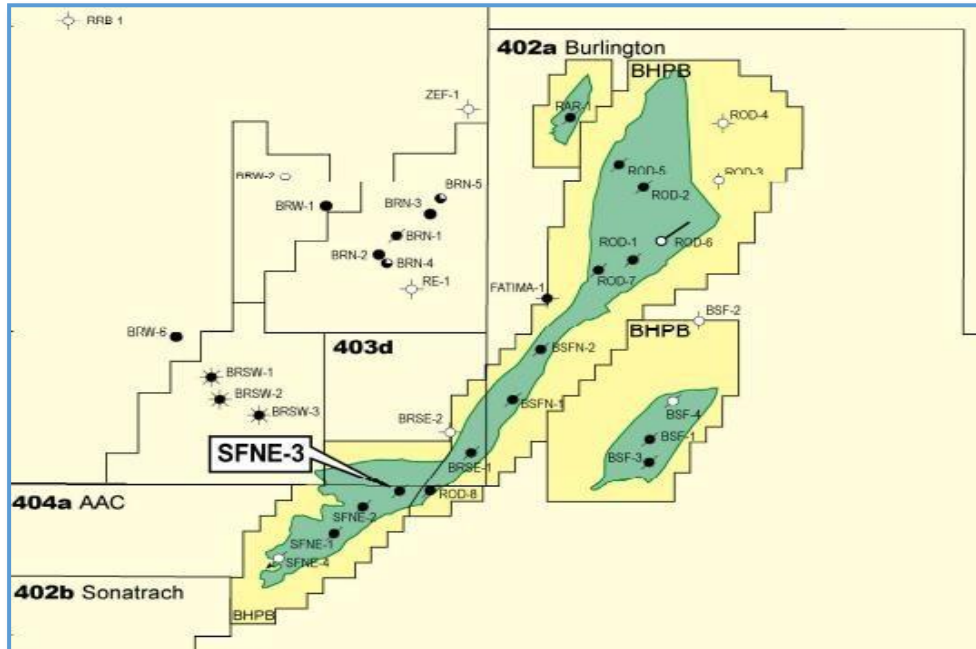 RRB 1
402a Burlington
BHPB
ZEF-1
RAR-1
ROD-4
ROD-5
ROD-3
BRW-2
BRN-5
ROD-2
BRW-1
BRN-3
BRN-1
ROD-1
ROD-6
BRN-2
BRN-4
RE-1
ROD-7
FATIMA-1
BSF-2
BRW-6
BHPB
403d
BSFN-2
BRSW-1
BRSW-2
BSFN-1
BRSW-3
BRSE-2
BSF-4
BSF-1
SFNE-3
BSF-3
BRSE-1
404a AAC
ROD-8
SFNE-2
SFNE-1
SFNE-4
402b Sonatrach
BHPB